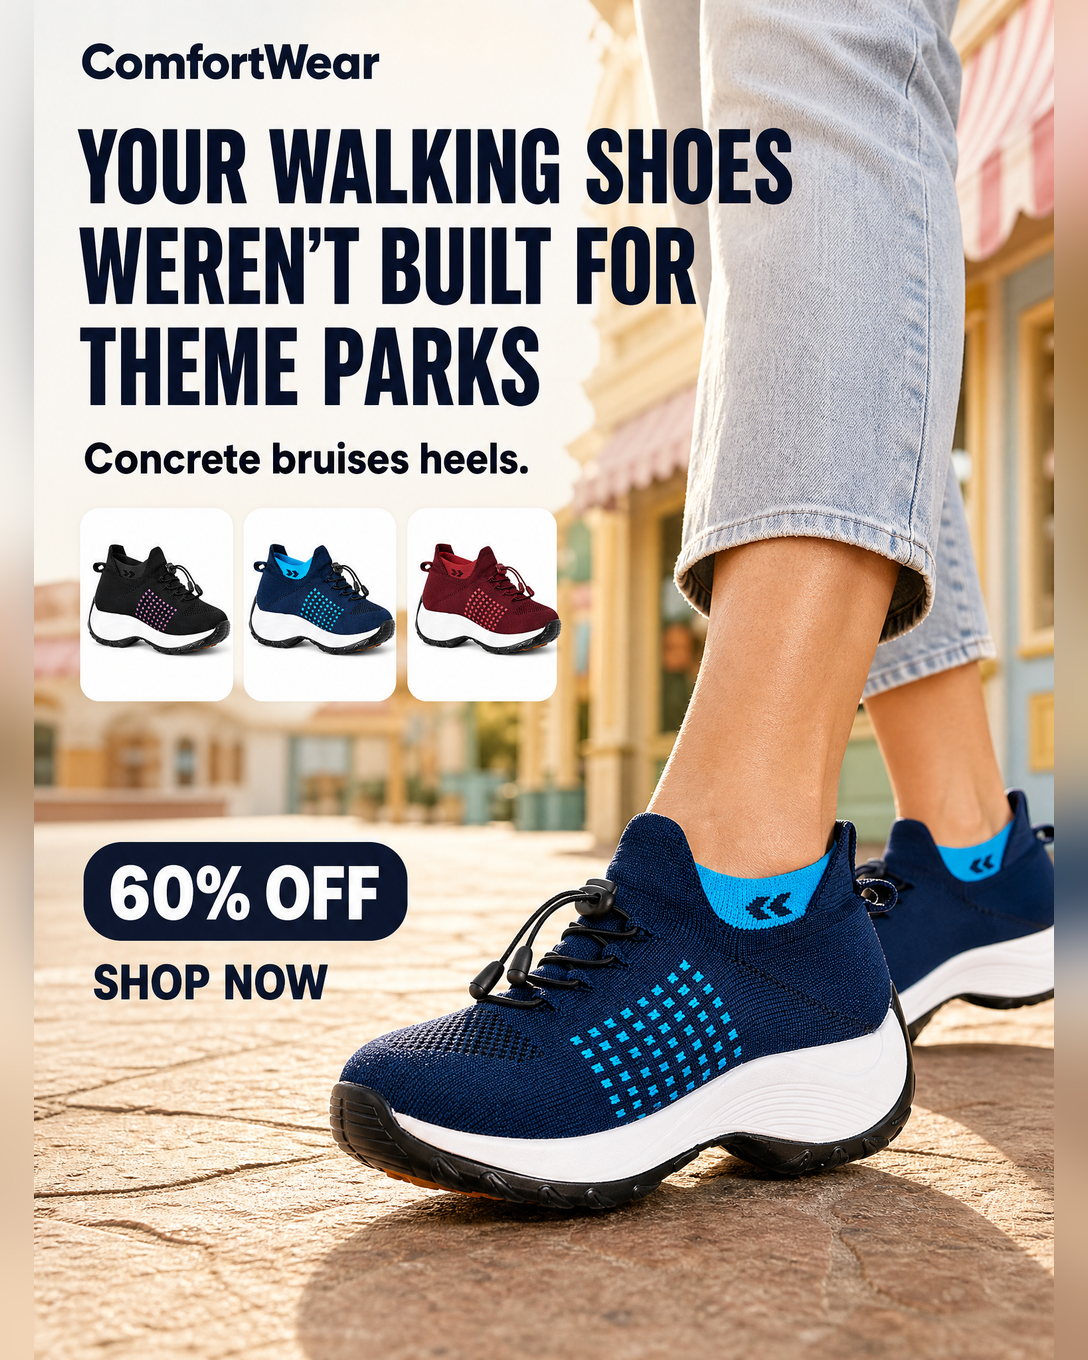 ComfortWear
YOUR WALKING SHOES
WEREN'T BUILT FOR
THEME PARKS
Concrete bruises heels.
60% OFF
SHOP NOW